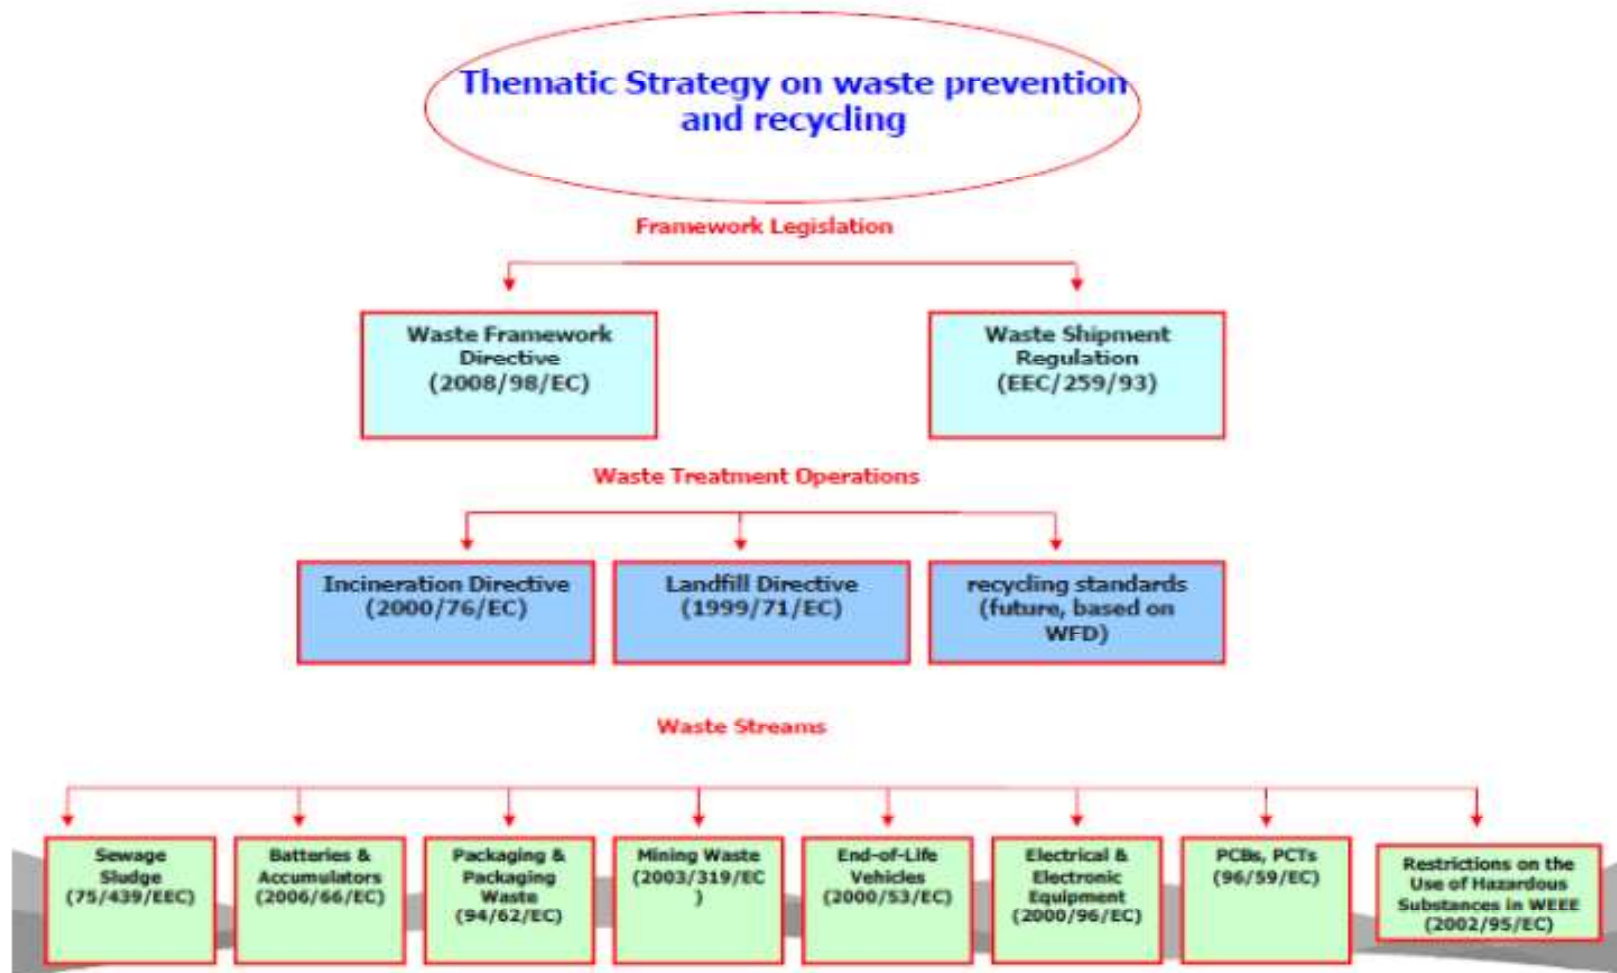 Thematic Strategy on waste prevention
and recycling
Framework Legislation
Waste Framework
Directive
(2008/98/EC)
Waste Shipment
Regulation
(EEC/259/93)
Waste Treatment Operations
Incineration Directive
(2000/76/EC)
Landfill Directive
(1999/71/EC)
recycling standards
(future, based on
WFD)
Waste Streams
Sewage
Sludge
(75/439/EEC)
Batteries &
Accumulators
(2006/66/EC)
Packaging &
Packaging
Waste
(94/62/EC)
Mining Waste
(2003/319/EC
)
End-of-Life
Vehicles
(2000/53/EC)
Electrical &
Electronic
Equipment
(2000/96/EC)
PCBs, PCTs
(96/59/EC)
Restrictions on the
Use of Hazardous
Substances in WEEE
(2002/95/EC)